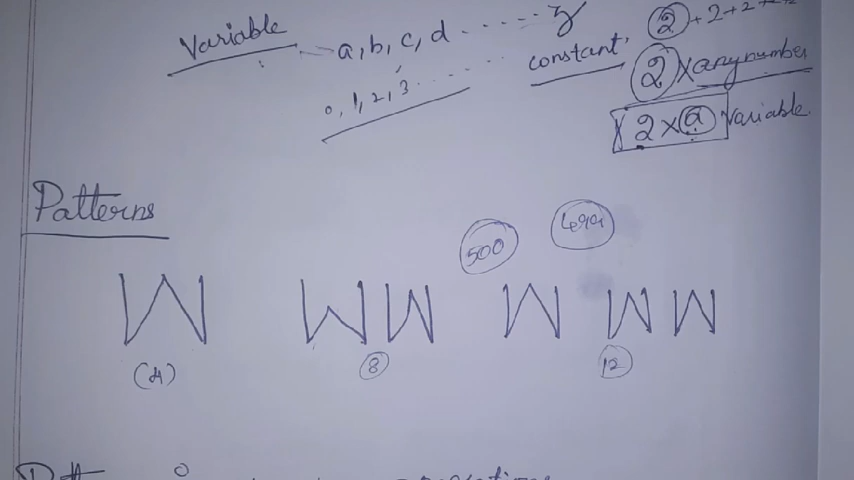 Variable a, b, c, d ...... z
constant,
2 + 2 + 2 +
0, 1, 2, 3 ......
2 × any number
2 × a Variable
Patterns
500
W W W W W W
(4) 8 12